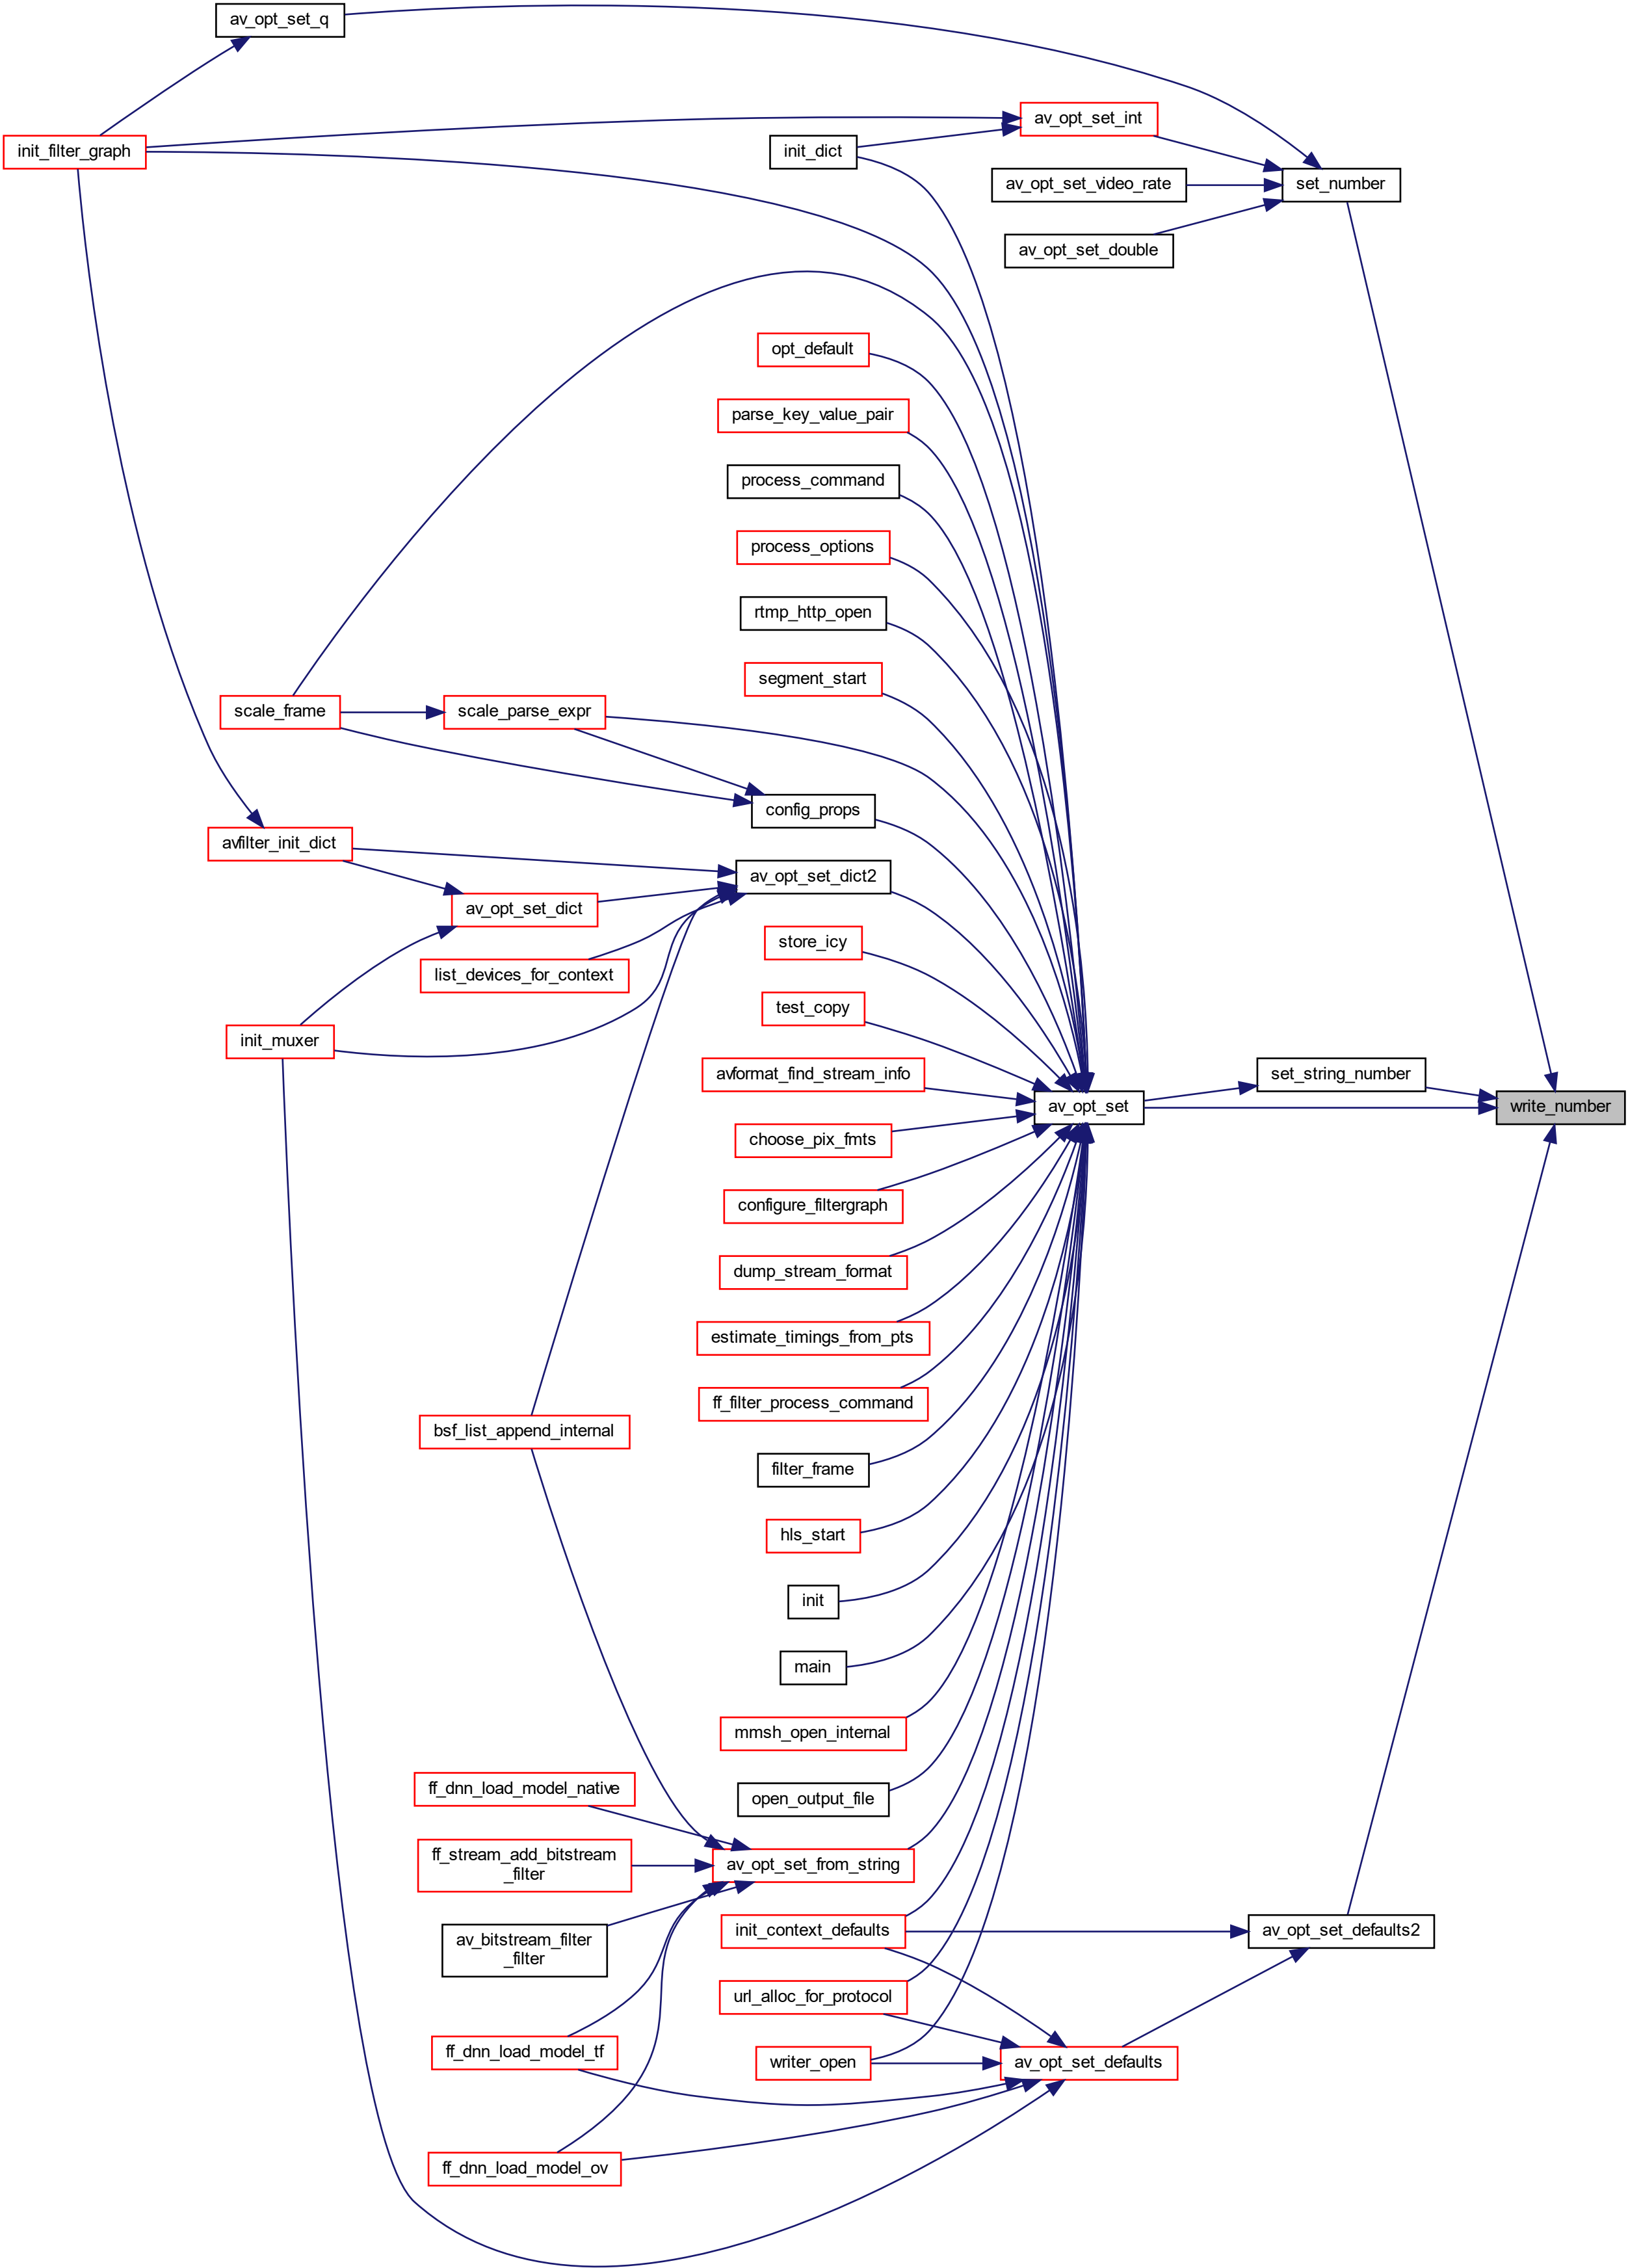 av_opt_set_q
av_opt_set_int
init_filter_graph
init_dict
av_opt_set_video_rate
set_number
av_opt_set_double
opt_default
parse_key_value_pair
process_command
process_options
rtmp_http_open
segment_start
scale_frame
scale_parse_expr
config_props
avfilter_init_dict
av_opt_set_dict2
av_opt_set_dict
store_icy
list_devices_for_context
test_copy
init_muxer
avformat_find_stream_info
set_string_number
av_opt_set
write_number
choose_pix_fmts
configure_filtergraph
dump_stream_format
estimate_timings_from_pts
ff_filter_process_command
bsf_list_append_internal
filter_frame
hls_start
init
main
mmsh_open_internal
ff_dnn_load_model_native
open_output_file
ff_stream_add_bitstream
_filter
av_opt_set_from_string
av_bitstream_filter
_filter
init_context_defaults
av_opt_set_defaults2
url_alloc_for_protocol
ff_dnn_load_model_tf
writer_open
av_opt_set_defaults
ff_dnn_load_model_ov